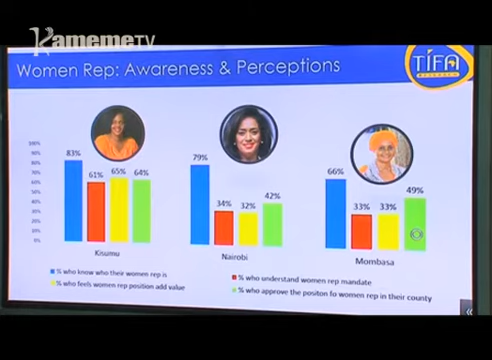 KamemeTV
Women Rep: Awareness & Perceptions
TIFA
RESEARCH
100%
90%
80%
70%
60%
50%
40%
30%
20%
10%
0%
83%
61%
65%
64%
Kisumu
79%
34%
32%
42%
Nairobi
66%
33%
33%
49%
Mombasa
% who know who their women rep is
% who understand women rep mandate
% who feels women rep position add value
% who approve the positon fo women rep in their county